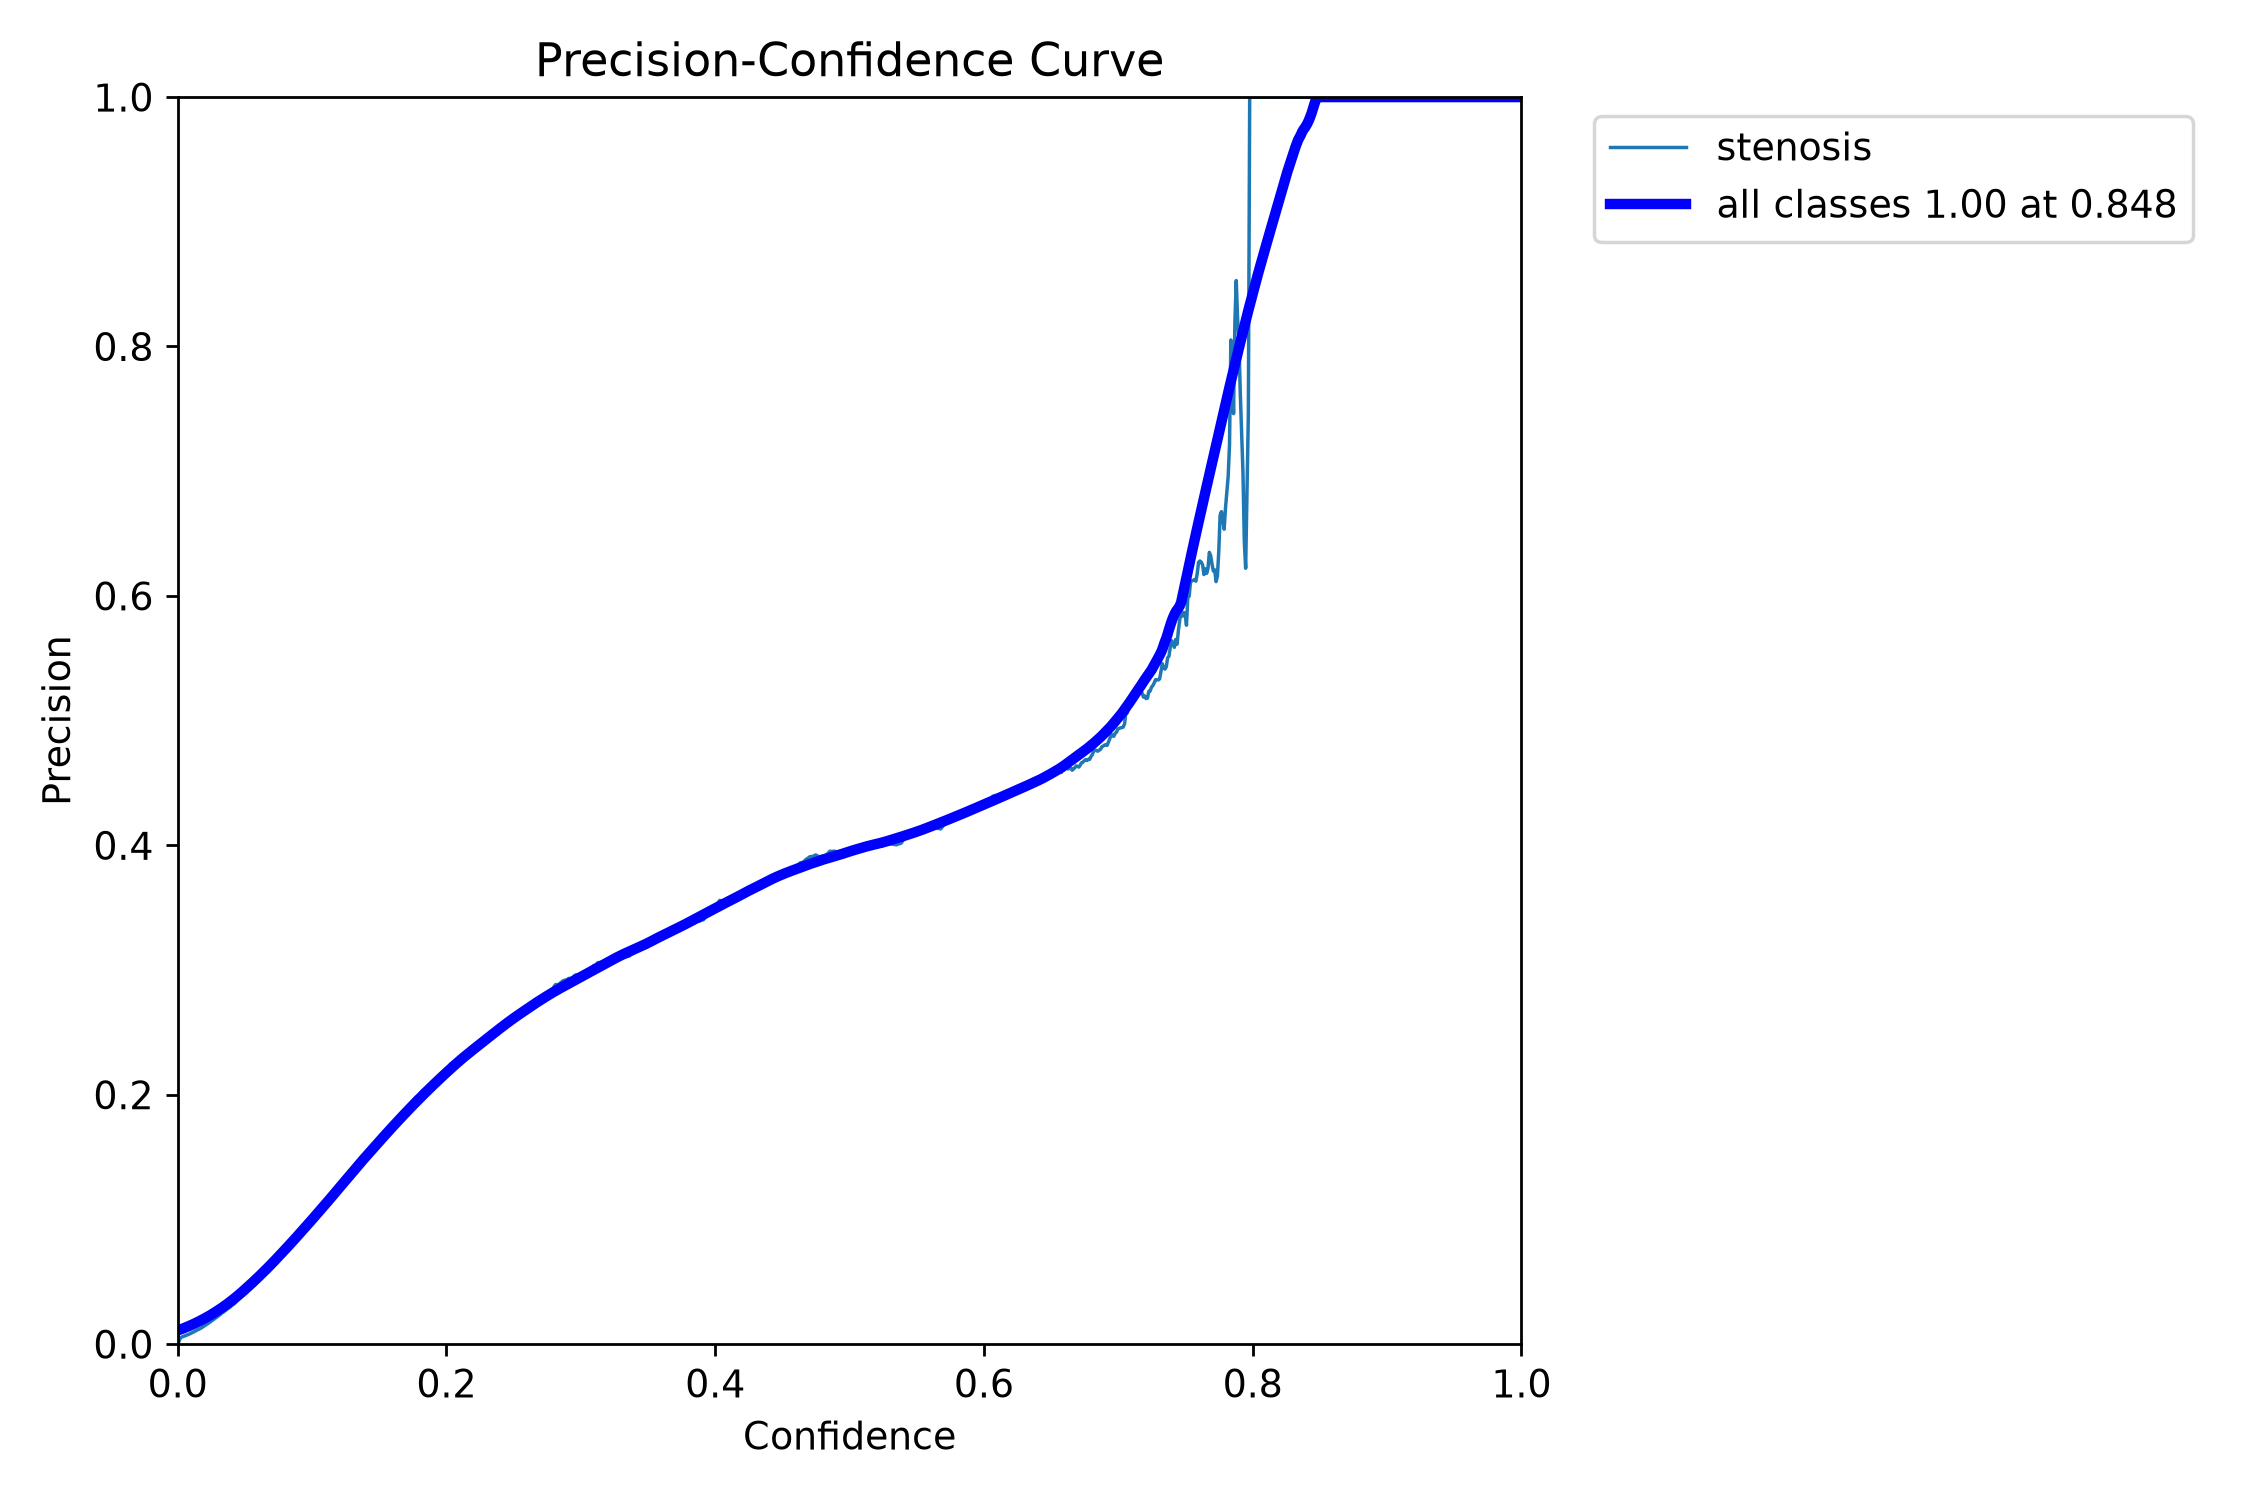 Precision-Confidence Curve
1.0
0.8
0.6
0.4
0.2
0.0
Precision
0.0 0.2 0.4 0.6 0.8 1.0
Confidence
stenosis
all classes 1.00 at 0.848